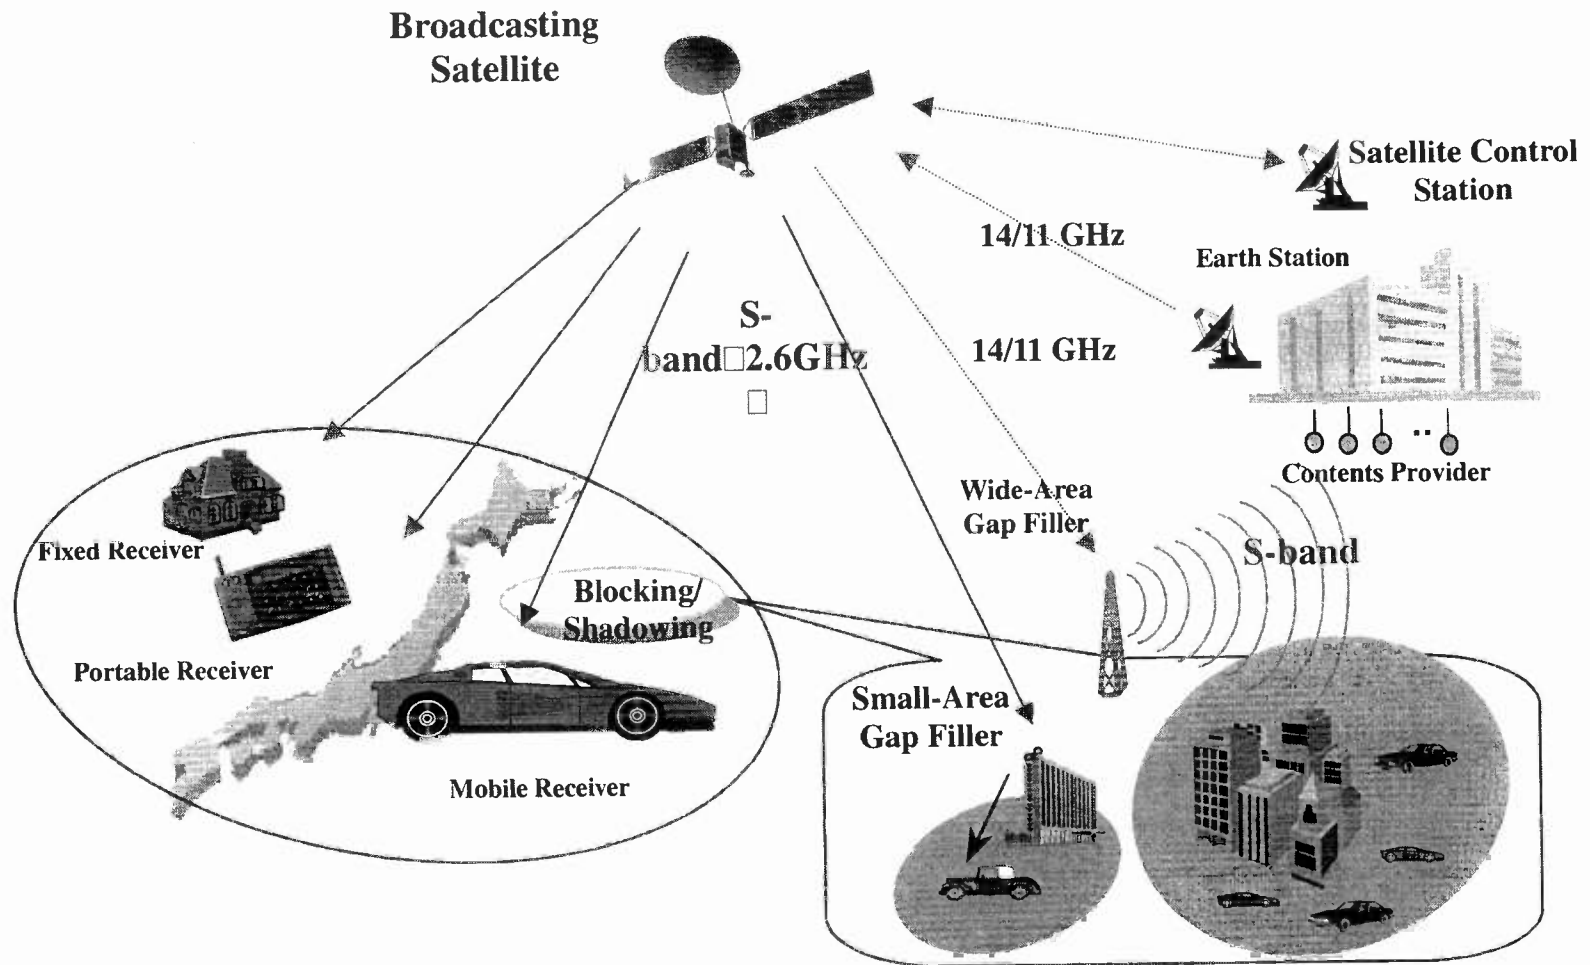 Broadcasting
Satellite
Satellite Control
Station
14/11 GHz
Earth Station
S-
band□2.6GHz
□
14/11 GHz
Contents Provider
Wide-Area
Gap Filler
S-band
Fixed Receiver
Blocking/
Shadowing
Portable Receiver
Small-Area
Gap Filler
Mobile Receiver